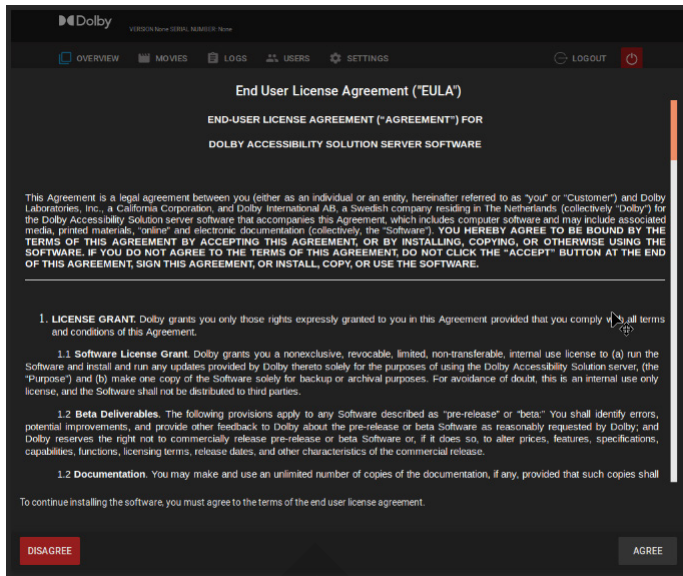 Dolby
VERSION None SERIAL NUMBER: None
OVERVIEW MOVIES LOGS USERS SETTINGS LOGOUT
End User License Agreement ("EULA")
END-USER LICENSE AGREEMENT (“AGREEMENT”) FOR
DOLBY ACCESSIBILITY SOLUTION SERVER SOFTWARE
This Agreement is a legal agreement between you (either as an individual or an entity, hereinafter referred to as “you” or “Customer”) and Dolby
Laboratories, Inc., a California Corporation, and Dolby International AB, a Swedish company residing in The Netherlands (collectively “Dolby”) for
the Dolby Accessibility Solution server software that accompanies this Agreement, which includes computer software and may include associated
media, printed materials, “online” and electronic documentation (collectively, the “Software”). YOU HEREBY AGREE TO BE BOUND BY THE
TERMS OF THIS AGREEMENT BY ACCEPTING THIS AGREEMENT, OR BY INSTALLING, COPYING, OR OTHERWISE USING THE
SOFTWARE. IF YOU DO NOT AGREE TO THE TERMS OF THIS AGREEMENT, DO NOT CLICK THE “ACCEPT” BUTTON AT THE END
OF THIS AGREEMENT, SIGN THIS AGREEMENT, OR INSTALL, COPY, OR USE THE SOFTWARE.
1. LICENSE GRANT. Dolby grants you only those rights expressly granted to you in this Agreement provided that you comply with all terms
and conditions of this Agreement.
1.1 Software License Grant. Dolby grants you a nonexclusive, revocable, limited, non-transferable, internal use license to (a) run the
Software and install and run any updates provided by Dolby thereto solely for the purposes of using the Dolby Accessibility Solution server, (the
“Purpose”) and (b) make one copy of the Software solely for backup or archival purposes. For avoidance of doubt, this is an internal use only
license, and the Software shall not be distributed to third parties.
1.2 Beta Deliverables. The following provisions apply to any Software described as “pre-release” or “beta:” You shall identify errors,
potential improvements, and provide other feedback to Dolby about the pre-release or beta Software as reasonably requested by Dolby; and
Dolby reserves the right not to commercially release pre-release or beta Software or, if it does so, to alter prices, features, specifications,
capabilities, functions, licensing terms, release dates, and other characteristics of the commercial release.
1.2 Documentation. You may make and use an unlimited number of copies of the documentation, if any, provided that such copies shall
To continue installing the software, you must agree to the terms of the end user license agreement.
DISAGREE AGREE